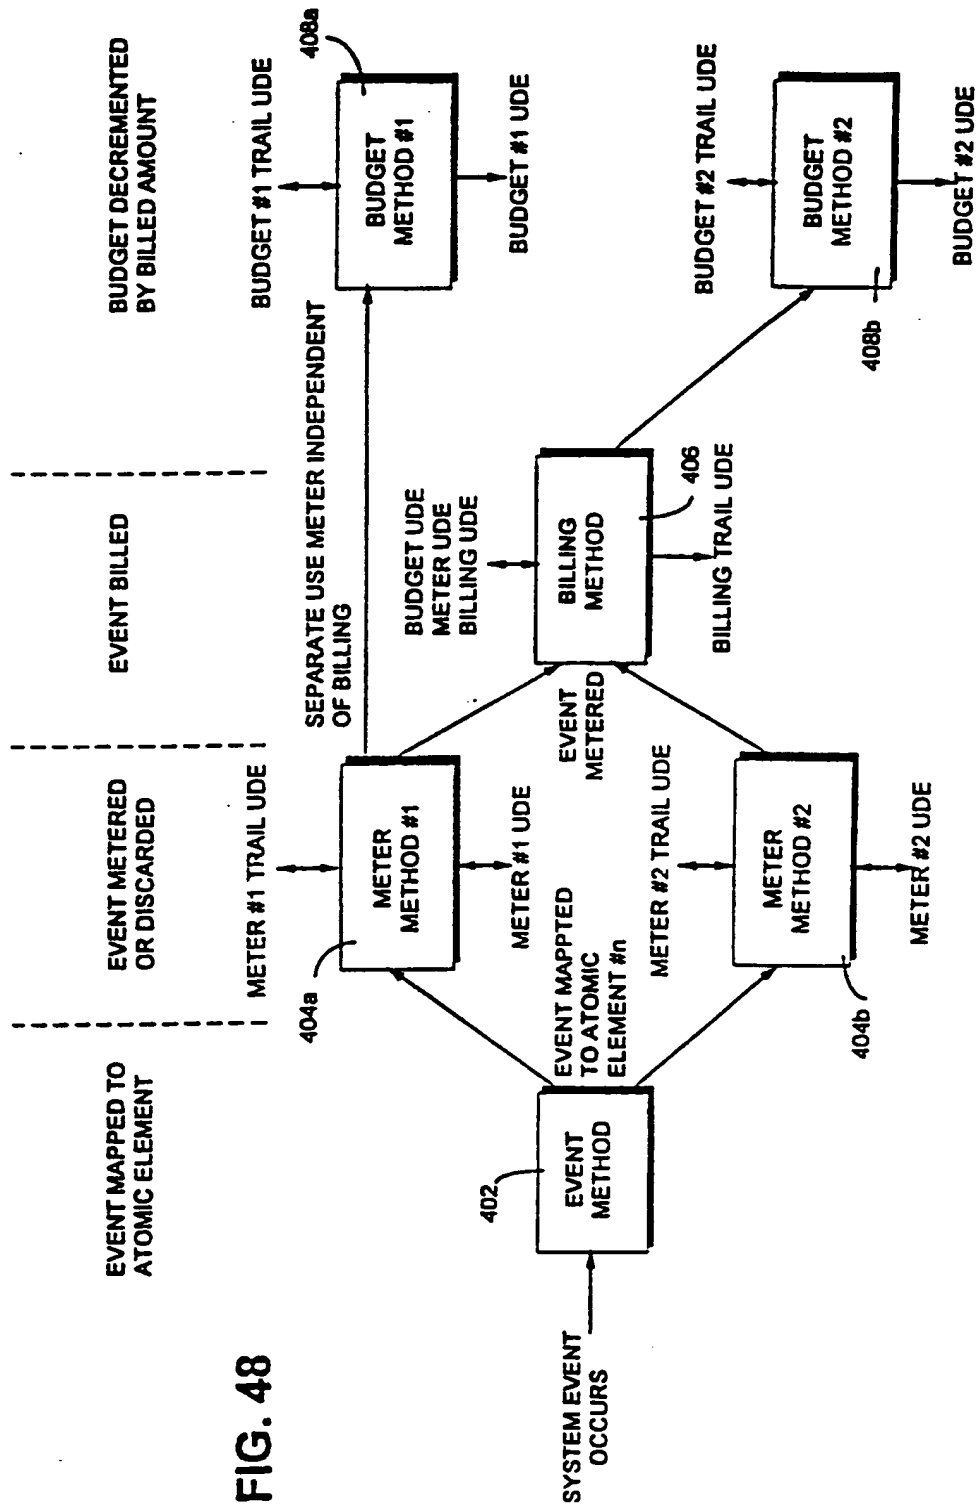 FIG. 48
EVENT MAPPED TO
ATOMIC ELEMENT
EVENT METERED
OR DISCARDED
EVENT BILLED
BUDGET DECREMENTED
BY BILLED AMOUNT
SYSTEM EVENT
OCCURS
402
EVENT
METHOD
EVENT MAPPTED
TO ATOMIC
ELEMENT #n
METER #1 TRAIL UDE
404a
METER
METHOD #1
METER #1 UDE
METER #2 TRAIL UDE
METER
METHOD #2
404b
METER #2 UDE
SEPARATE USE METER INDEPENDENT
OF BILLING
EVENT
METERED
BUDGET UDE
METER UDE
BILLING UDE
BILLING
METHOD
406
BILLING TRAIL UDE
BUDGET #1 TRAIL UDE
408a
BUDGET
METHOD #1
BUDGET #1 UDE
BUDGET #2 TRAIL UDE
BUDGET
METHOD #2
408b
BUDGET #2 UDE